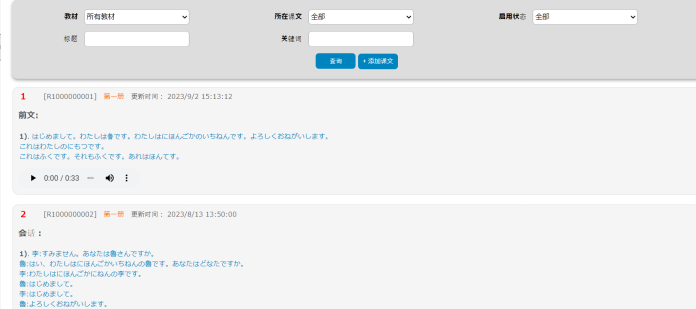 教材 所有教材 所在课文 全部 启用状态 全部
标题 关键词
查询 + 添加课文
1 [R1000000001] 第一册 更新时间： 2023/9/2 15:13:12
前文:
1). はじめまして。わたしは魯です。わたしはにほんごかのいちねんです。よろしくおねがいします。
これはわたしのにもつです。
これはふくです。それもふくです。あれはほんてす。
0:00 / 0:33
2 [R1000000002] 第一册 更新时间： 2023/8/13 13:50:00
会话：
1). 李:すみません。あなたは魯さんですか。
魯:はい、わたしはにほんごかいちねんの魯です。あなたはどなたですか。
李:わたしはにほんごかにねんの李です。
魯:はじめまして。
李:はじめまして。
魯:よろしくおねがいします。